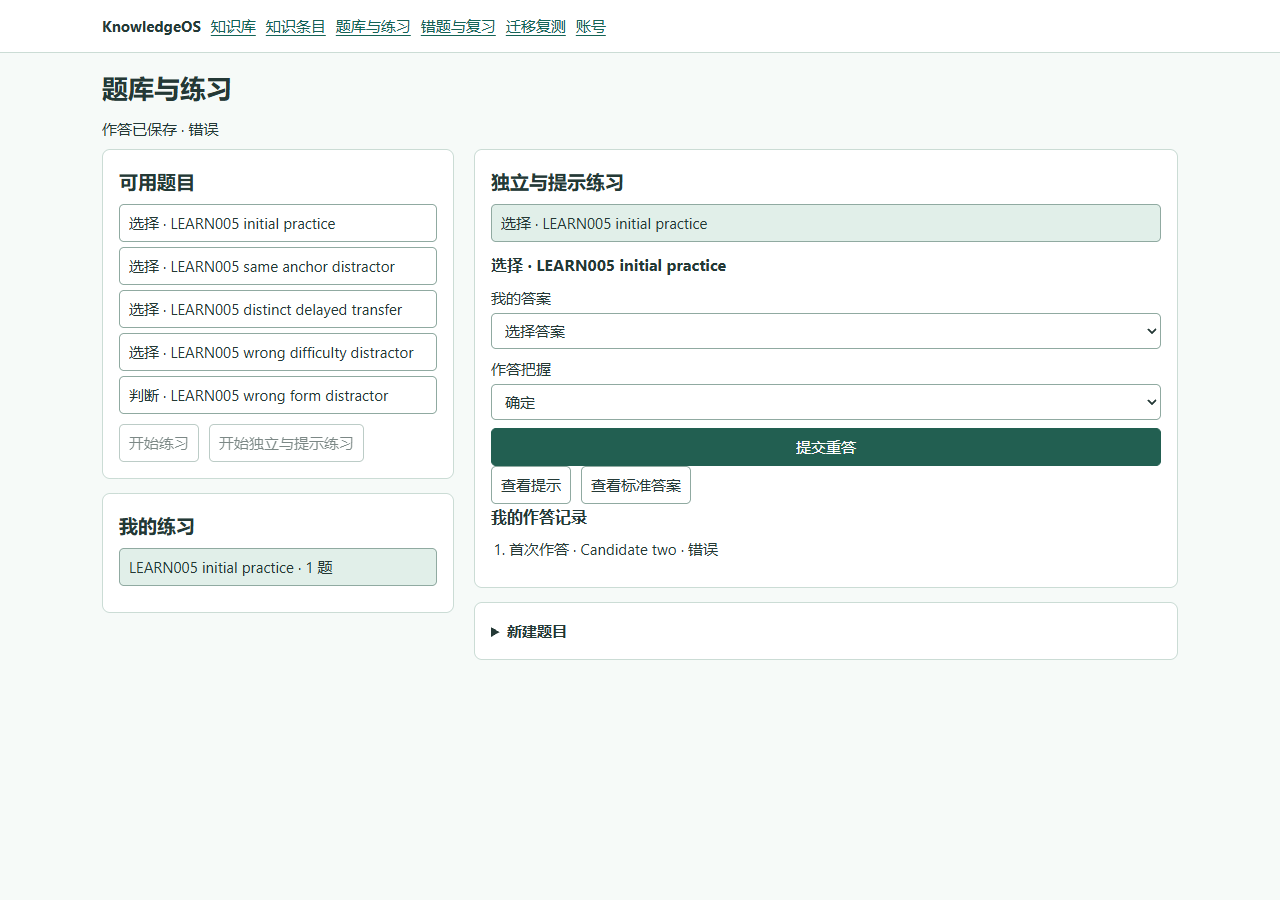 KnowledgeOS 知识库 知识条目 题库与练习 错题与复习 迁移复测 账号
题库与练习
作答已保存 · 错误
可用题目
选择 · LEARN005 initial practice
选择 · LEARN005 same anchor distractor
选择 · LEARN005 distinct delayed transfer
选择 · LEARN005 wrong difficulty distractor
判断 · LEARN005 wrong form distractor
开始练习 开始独立与提示练习
我的练习
LEARN005 initial practice · 1 题
独立与提示练习
选择 · LEARN005 initial practice
选择 · LEARN005 initial practice
我的答案
选择答案
作答把握
确定
提交重答
查看提示 查看标准答案
我的作答记录
1. 首次作答 · Candidate two · 错误
新建题目